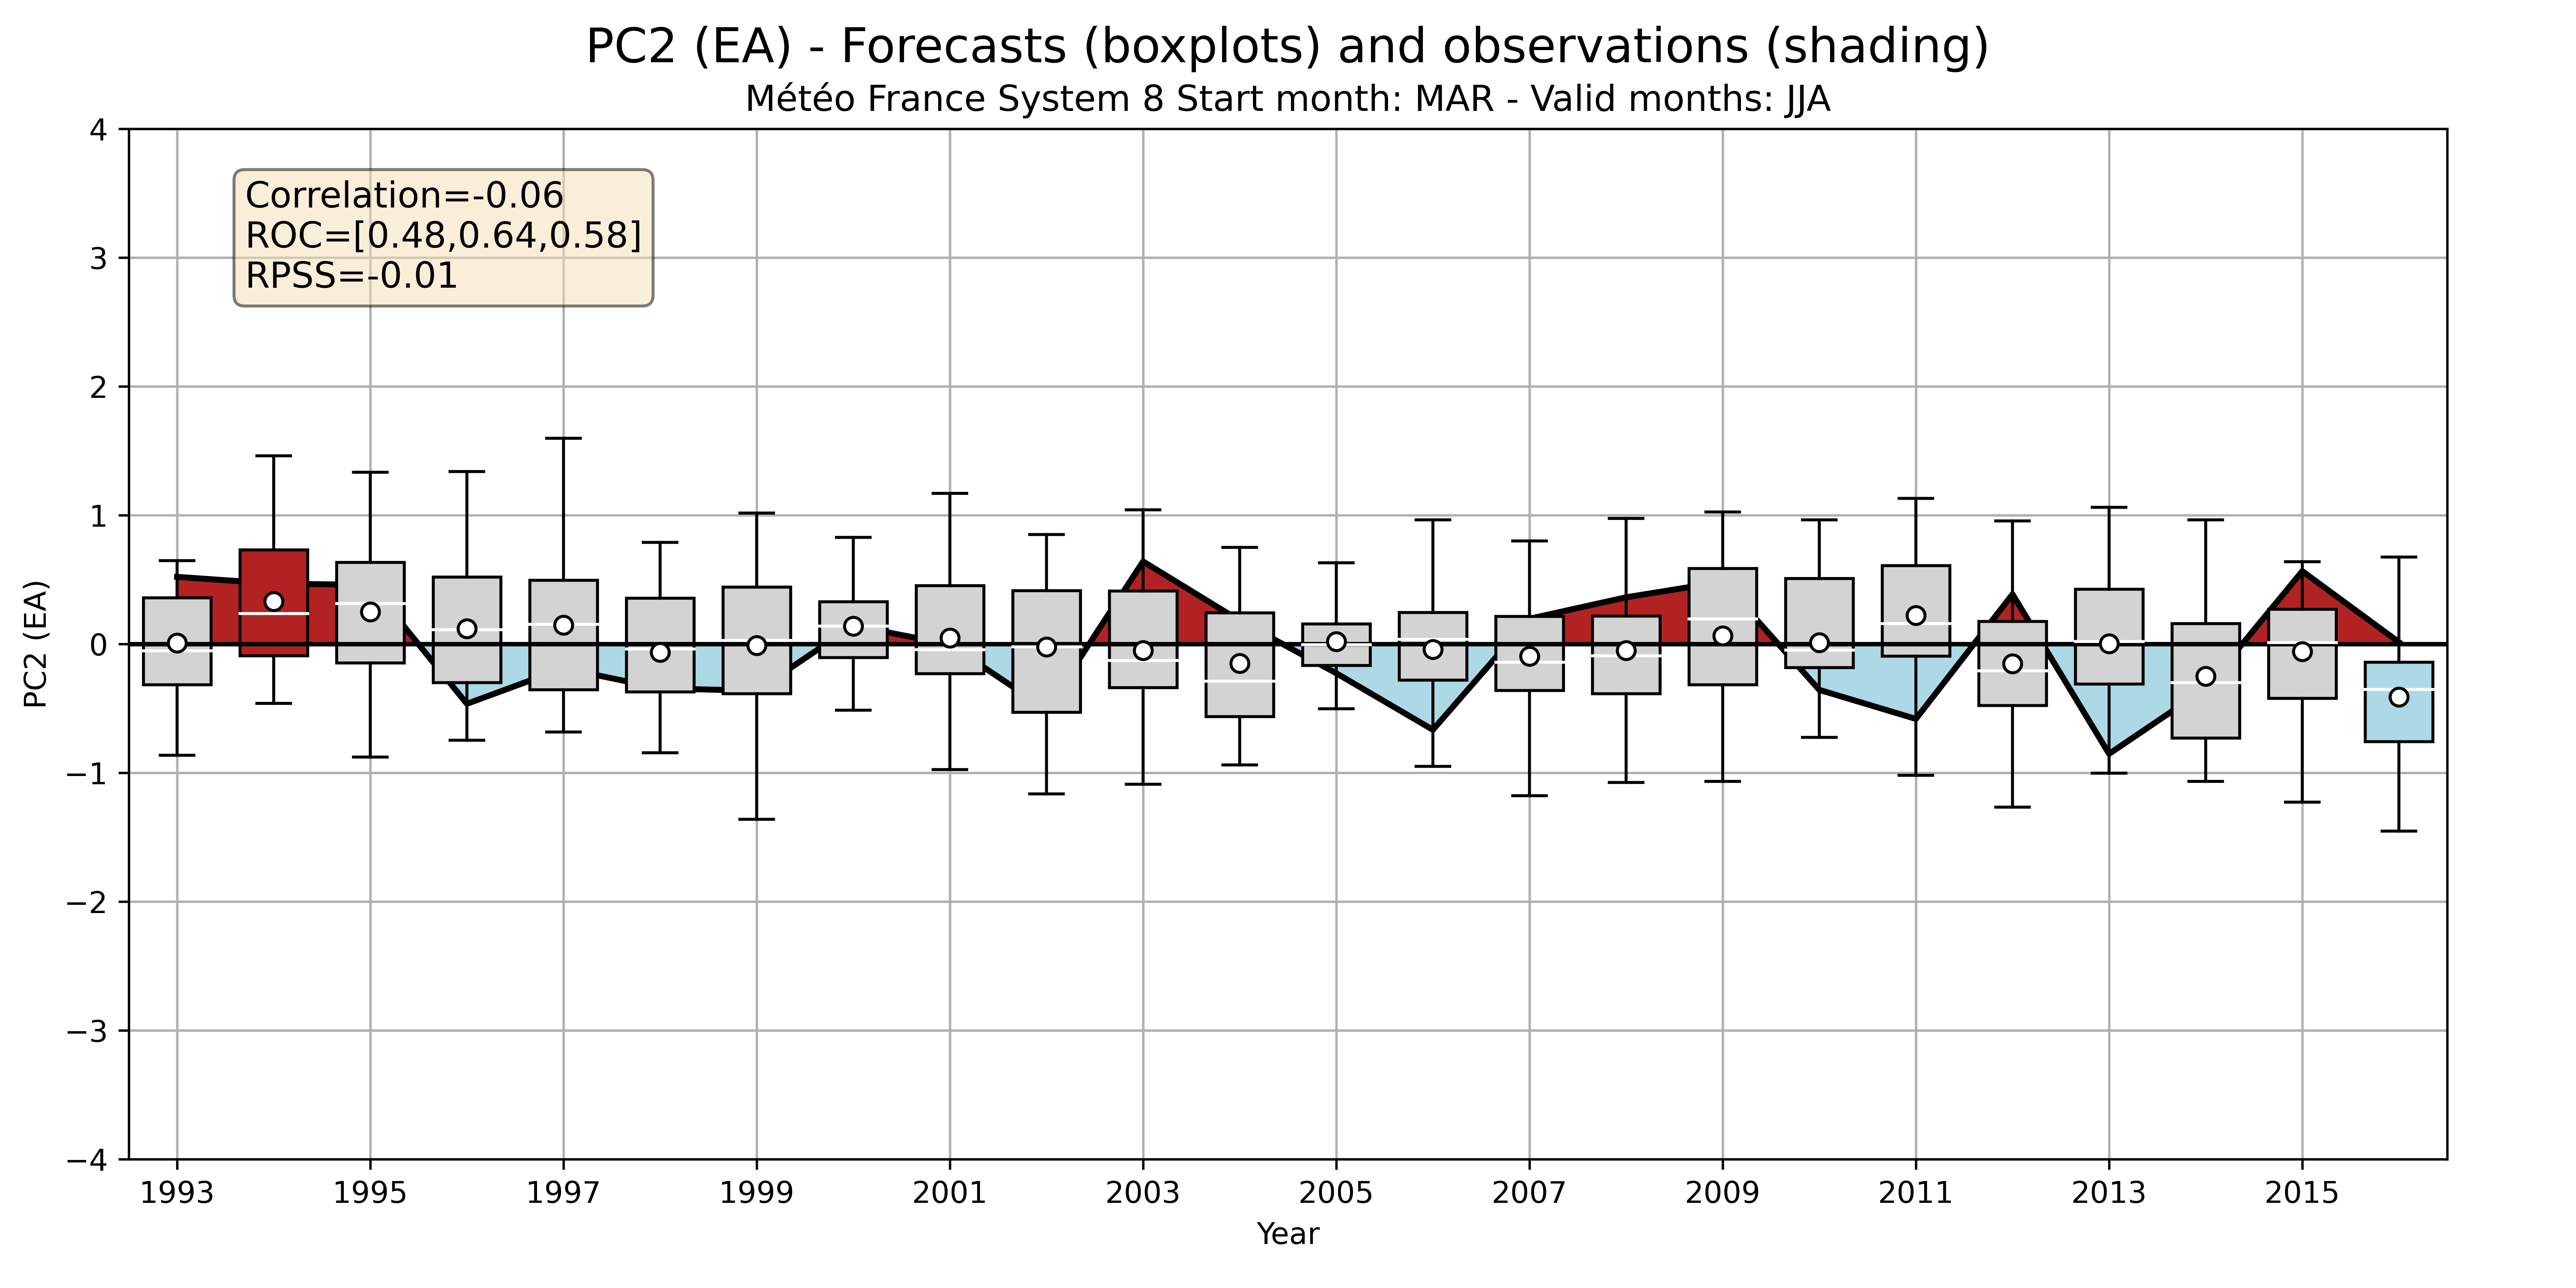 PC2 (EA) - Forecasts (boxplots) and observations (shading)
Météo France System 8 Start month: MAR - Valid months: JJA
Correlation=-0.06
ROC=[0.48,0.64,0.58]
RPSS=-0.01
PC2 (EA)
4
3
2
1
0
−1
−2
−3
−4
1993 1995 1997 1999 2001 2003 2005 2007 2009 2011 2013 2015
Year